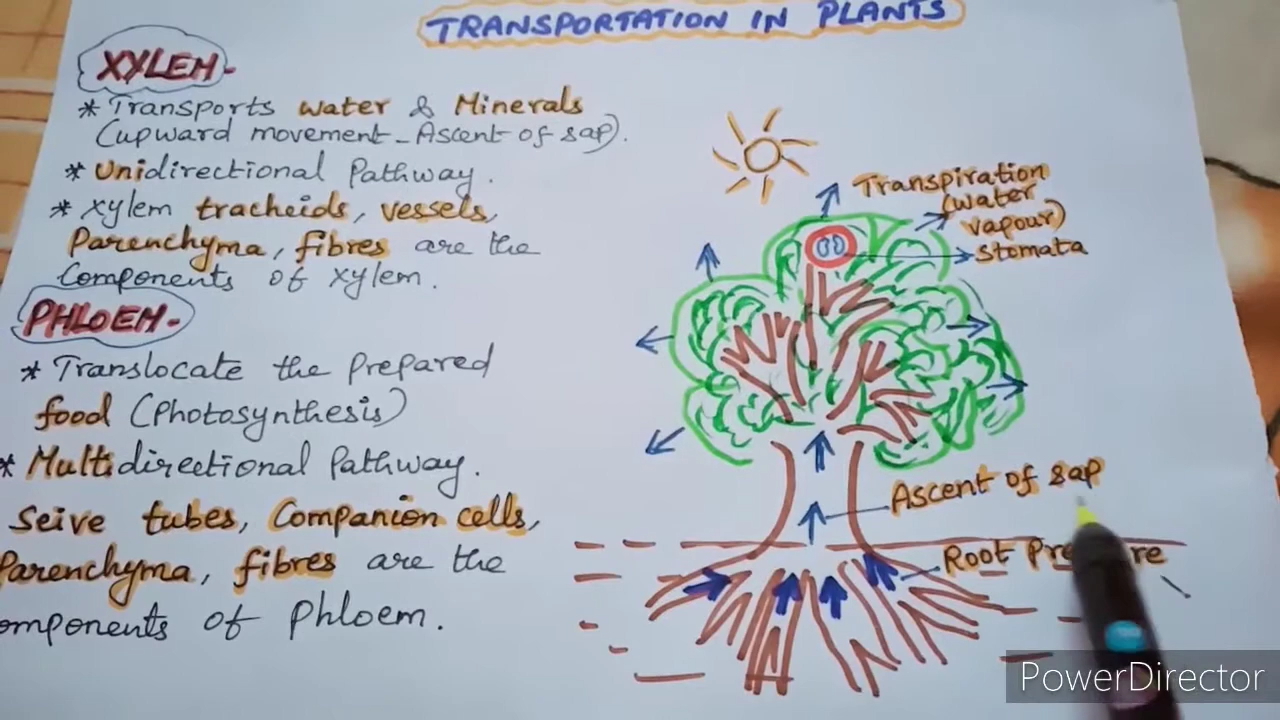 TRANSPORTATION IN PLANTS
XYLEM-
* Transports water & Minerals
(upward movement - Ascent of sap).
* Unidirectional Pathway.
* Xylem tracheids, vessels,
Parenchyma, fibres are the
Components of xylem.
PHLOEM-
* Translocate the prepared
food (Photosynthesis)
* Multidirectional Pathway.
Seive tubes, Companion cells,
Parenchyma, fibres are the
omponents of Phloem.
Transpiration
(water
vapour)
Stomata
Ascent of sap
Root
PowerDirector